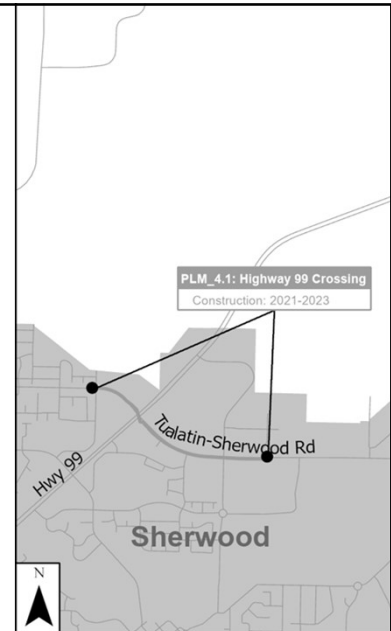 PLM_4.1: Highway 99 Crossing
Construction: 2021-2023
Tualatin-Sherwood Rd
Hwy 99
Sherwood
N